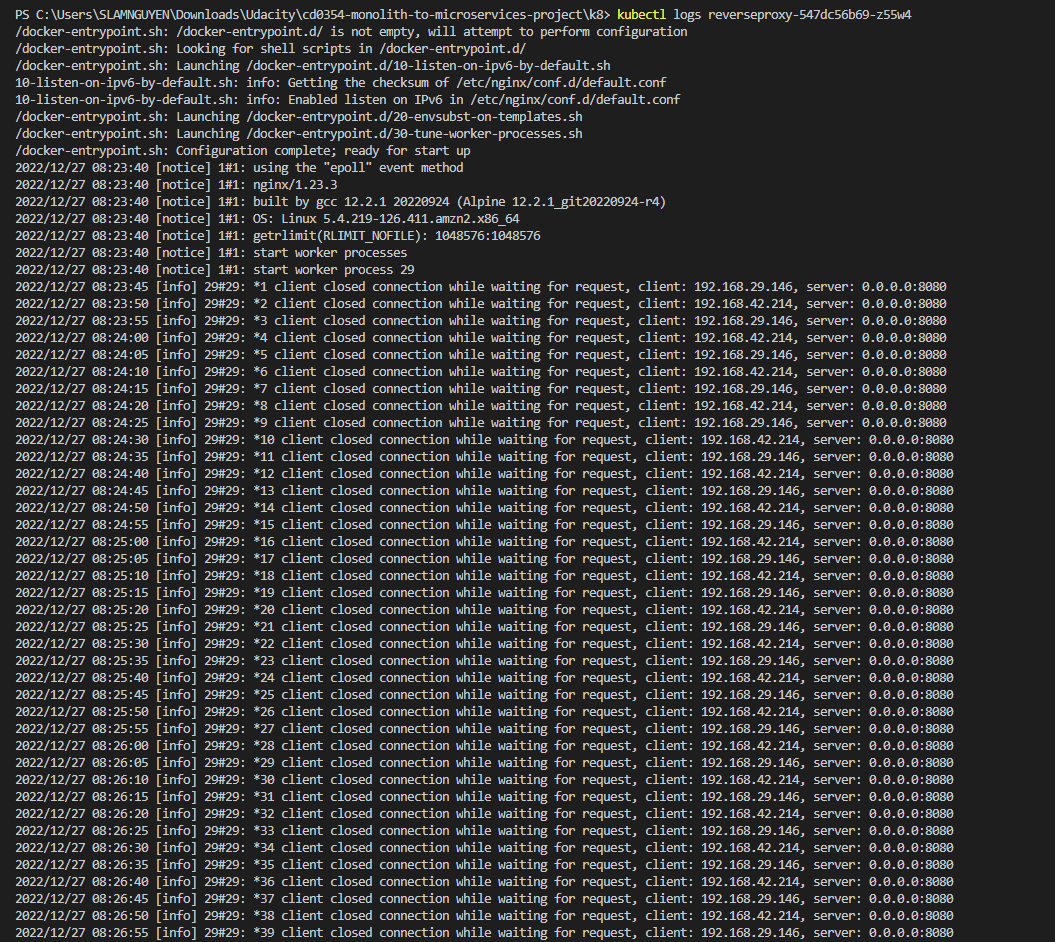 PS C:\Users\SLAMNGUYEN\Downloads\Udacity\cd0354-monolith-to-microservices-project\k8> kubectl logs reverseproxy-547dc56b69-z55w4
/docker-entrypoint.sh: /docker-entrypoint.d/ is not empty, will attempt to perform configuration
/docker-entrypoint.sh: Looking for shell scripts in /docker-entrypoint.d/
/docker-entrypoint.sh: Launching /docker-entrypoint.d/10-listen-on-ipv6-by-default.sh
10-listen-on-ipv6-by-default.sh: info: Getting the checksum of /etc/nginx/conf.d/default.conf
10-listen-on-ipv6-by-default.sh: info: Enabled listen on IPv6 in /etc/nginx/conf.d/default.conf
/docker-entrypoint.sh: Launching /docker-entrypoint.d/20-envsubst-on-templates.sh
/docker-entrypoint.sh: Launching /docker-entrypoint.d/30-tune-worker-processes.sh
/docker-entrypoint.sh: Configuration complete; ready for start up
2022/12/27 08:23:40 [notice] 1#1: using the "epoll" event method
2022/12/27 08:23:40 [notice] 1#1: nginx/1.23.3
2022/12/27 08:23:40 [notice] 1#1: built by gcc 12.2.1 20220924 (Alpine 12.2.1_git20220924-r4)
2022/12/27 08:23:40 [notice] 1#1: OS: Linux 5.4.219-126.411.amzn2.x86_64
2022/12/27 08:23:40 [notice] 1#1: getrlimit(RLIMIT_NOFILE): 1048576:1048576
2022/12/27 08:23:40 [notice] 1#1: start worker processes
2022/12/27 08:23:40 [notice] 1#1: start worker process 29
2022/12/27 08:23:45 [info] 29#29: *1 client closed connection while waiting for request, client: 192.168.29.146, server: 0.0.0.0:8080
2022/12/27 08:23:50 [info] 29#29: *2 client closed connection while waiting for request, client: 192.168.42.214, server: 0.0.0.0:8080
2022/12/27 08:23:55 [info] 29#29: *3 client closed connection while waiting for request, client: 192.168.29.146, server: 0.0.0.0:8080
2022/12/27 08:24:00 [info] 29#29: *4 client closed connection while waiting for request, client: 192.168.42.214, server: 0.0.0.0:8080
2022/12/27 08:24:05 [info] 29#29: *5 client closed connection while waiting for request, client: 192.168.29.146, server: 0.0.0.0:8080
2022/12/27 08:24:10 [info] 29#29: *6 client closed connection while waiting for request, client: 192.168.42.214, server: 0.0.0.0:8080
2022/12/27 08:24:15 [info] 29#29: *7 client closed connection while waiting for request, client: 192.168.29.146, server: 0.0.0.0:8080
2022/12/27 08:24:20 [info] 29#29: *8 client closed connection while waiting for request, client: 192.168.42.214, server: 0.0.0.0:8080
2022/12/27 08:24:25 [info] 29#29: *9 client closed connection while waiting for request, client: 192.168.29.146, server: 0.0.0.0:8080
2022/12/27 08:24:30 [info] 29#29: *10 client closed connection while waiting for request, client: 192.168.42.214, server: 0.0.0.0:8080
2022/12/27 08:24:35 [info] 29#29: *11 client closed connection while waiting for request, client: 192.168.29.146, server: 0.0.0.0:8080
2022/12/27 08:24:40 [info] 29#29: *12 client closed connection while waiting for request, client: 192.168.42.214, server: 0.0.0.0:8080
2022/12/27 08:24:45 [info] 29#29: *13 client closed connection while waiting for request, client: 192.168.29.146, server: 0.0.0.0:8080
2022/12/27 08:24:50 [info] 29#29: *14 client closed connection while waiting for request, client: 192.168.42.214, server: 0.0.0.0:8080
2022/12/27 08:24:55 [info] 29#29: *15 client closed connection while waiting for request, client: 192.168.29.146, server: 0.0.0.0:8080
2022/12/27 08:25:00 [info] 29#29: *16 client closed connection while waiting for request, client: 192.168.42.214, server: 0.0.0.0:8080
2022/12/27 08:25:05 [info] 29#29: *17 client closed connection while waiting for request, client: 192.168.29.146, server: 0.0.0.0:8080
2022/12/27 08:25:10 [info] 29#29: *18 client closed connection while waiting for request, client: 192.168.42.214, server: 0.0.0.0:8080
2022/12/27 08:25:15 [info] 29#29: *19 client closed connection while waiting for request, client: 192.168.29.146, server: 0.0.0.0:8080
2022/12/27 08:25:20 [info] 29#29: *20 client closed connection while waiting for request, client: 192.168.42.214, server: 0.0.0.0:8080
2022/12/27 08:25:25 [info] 29#29: *21 client closed connection while waiting for request, client: 192.168.29.146, server: 0.0.0.0:8080
2022/12/27 08:25:30 [info] 29#29: *22 client closed connection while waiting for request, client: 192.168.42.214, server: 0.0.0.0:8080
2022/12/27 08:25:35 [info] 29#29: *23 client closed connection while waiting for request, client: 192.168.29.146, server: 0.0.0.0:8080
2022/12/27 08:25:40 [info] 29#29: *24 client closed connection while waiting for request, client: 192.168.42.214, server: 0.0.0.0:8080
2022/12/27 08:25:45 [info] 29#29: *25 client closed connection while waiting for request, client: 192.168.29.146, server: 0.0.0.0:8080
2022/12/27 08:25:50 [info] 29#29: *26 client closed connection while waiting for request, client: 192.168.42.214, server: 0.0.0.0:8080
2022/12/27 08:25:55 [info] 29#29: *27 client closed connection while waiting for request, client: 192.168.29.146, server: 0.0.0.0:8080
2022/12/27 08:26:00 [info] 29#29: *28 client closed connection while waiting for request, client: 192.168.42.214, server: 0.0.0.0:8080
2022/12/27 08:26:05 [info] 29#29: *29 client closed connection while waiting for request, client: 192.168.29.146, server: 0.0.0.0:8080
2022/12/27 08:26:10 [info] 29#29: *30 client closed connection while waiting for request, client: 192.168.42.214, server: 0.0.0.0:8080
2022/12/27 08:26:15 [info] 29#29: *31 client closed connection while waiting for request, client: 192.168.29.146, server: 0.0.0.0:8080
2022/12/27 08:26:20 [info] 29#29: *32 client closed connection while waiting for request, client: 192.168.42.214, server: 0.0.0.0:8080
2022/12/27 08:26:25 [info] 29#29: *33 client closed connection while waiting for request, client: 192.168.29.146, server: 0.0.0.0:8080
2022/12/27 08:26:30 [info] 29#29: *34 client closed connection while waiting for request, client: 192.168.42.214, server: 0.0.0.0:8080
2022/12/27 08:26:35 [info] 29#29: *35 client closed connection while waiting for request, client: 192.168.29.146, server: 0.0.0.0:8080
2022/12/27 08:26:40 [info] 29#29: *36 client closed connection while waiting for request, client: 192.168.42.214, server: 0.0.0.0:8080
2022/12/27 08:26:45 [info] 29#29: *37 client closed connection while waiting for request, client: 192.168.29.146, server: 0.0.0.0:8080
2022/12/27 08:26:50 [info] 29#29: *38 client closed connection while waiting for request, client: 192.168.42.214, server: 0.0.0.0:8080
2022/12/27 08:26:55 [info] 29#29: *39 client closed connection while waiting for request, client: 192.168.29.146, server: 0.0.0.0:8080